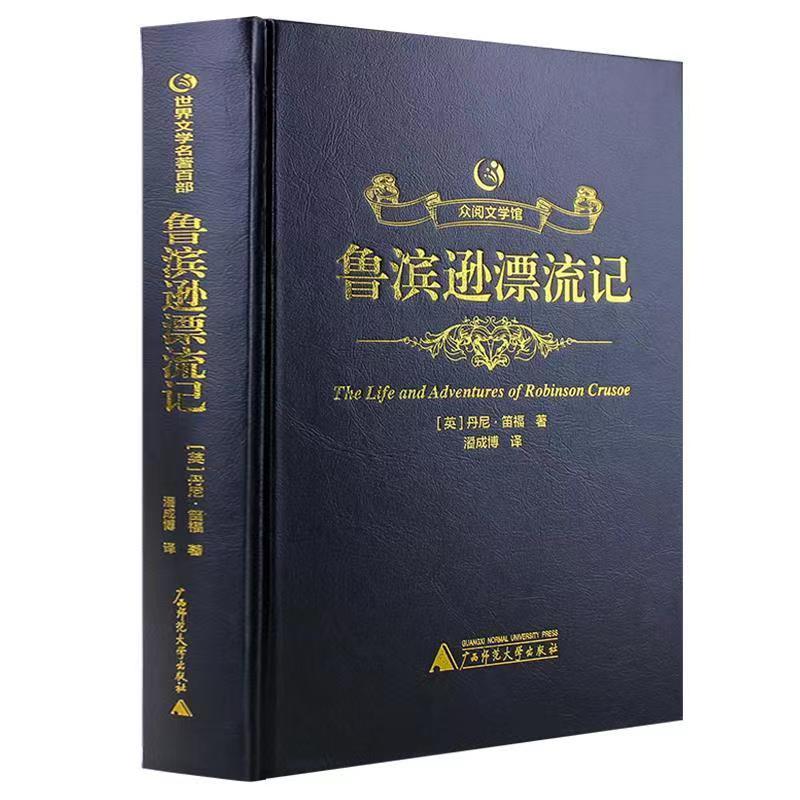 世界文学名著百部
鲁滨逊漂流记
[英]丹尼·笛福 著
潘成博 译
广西师范大学出版社
众阅文学馆
鲁滨逊漂流记
The Life and Adventures of Robinson Crusoe
[英]丹尼·笛福 著
潘成博 译
GUANGXI NORMAL UNIVERSITY PRESS
广西师范大学出版社